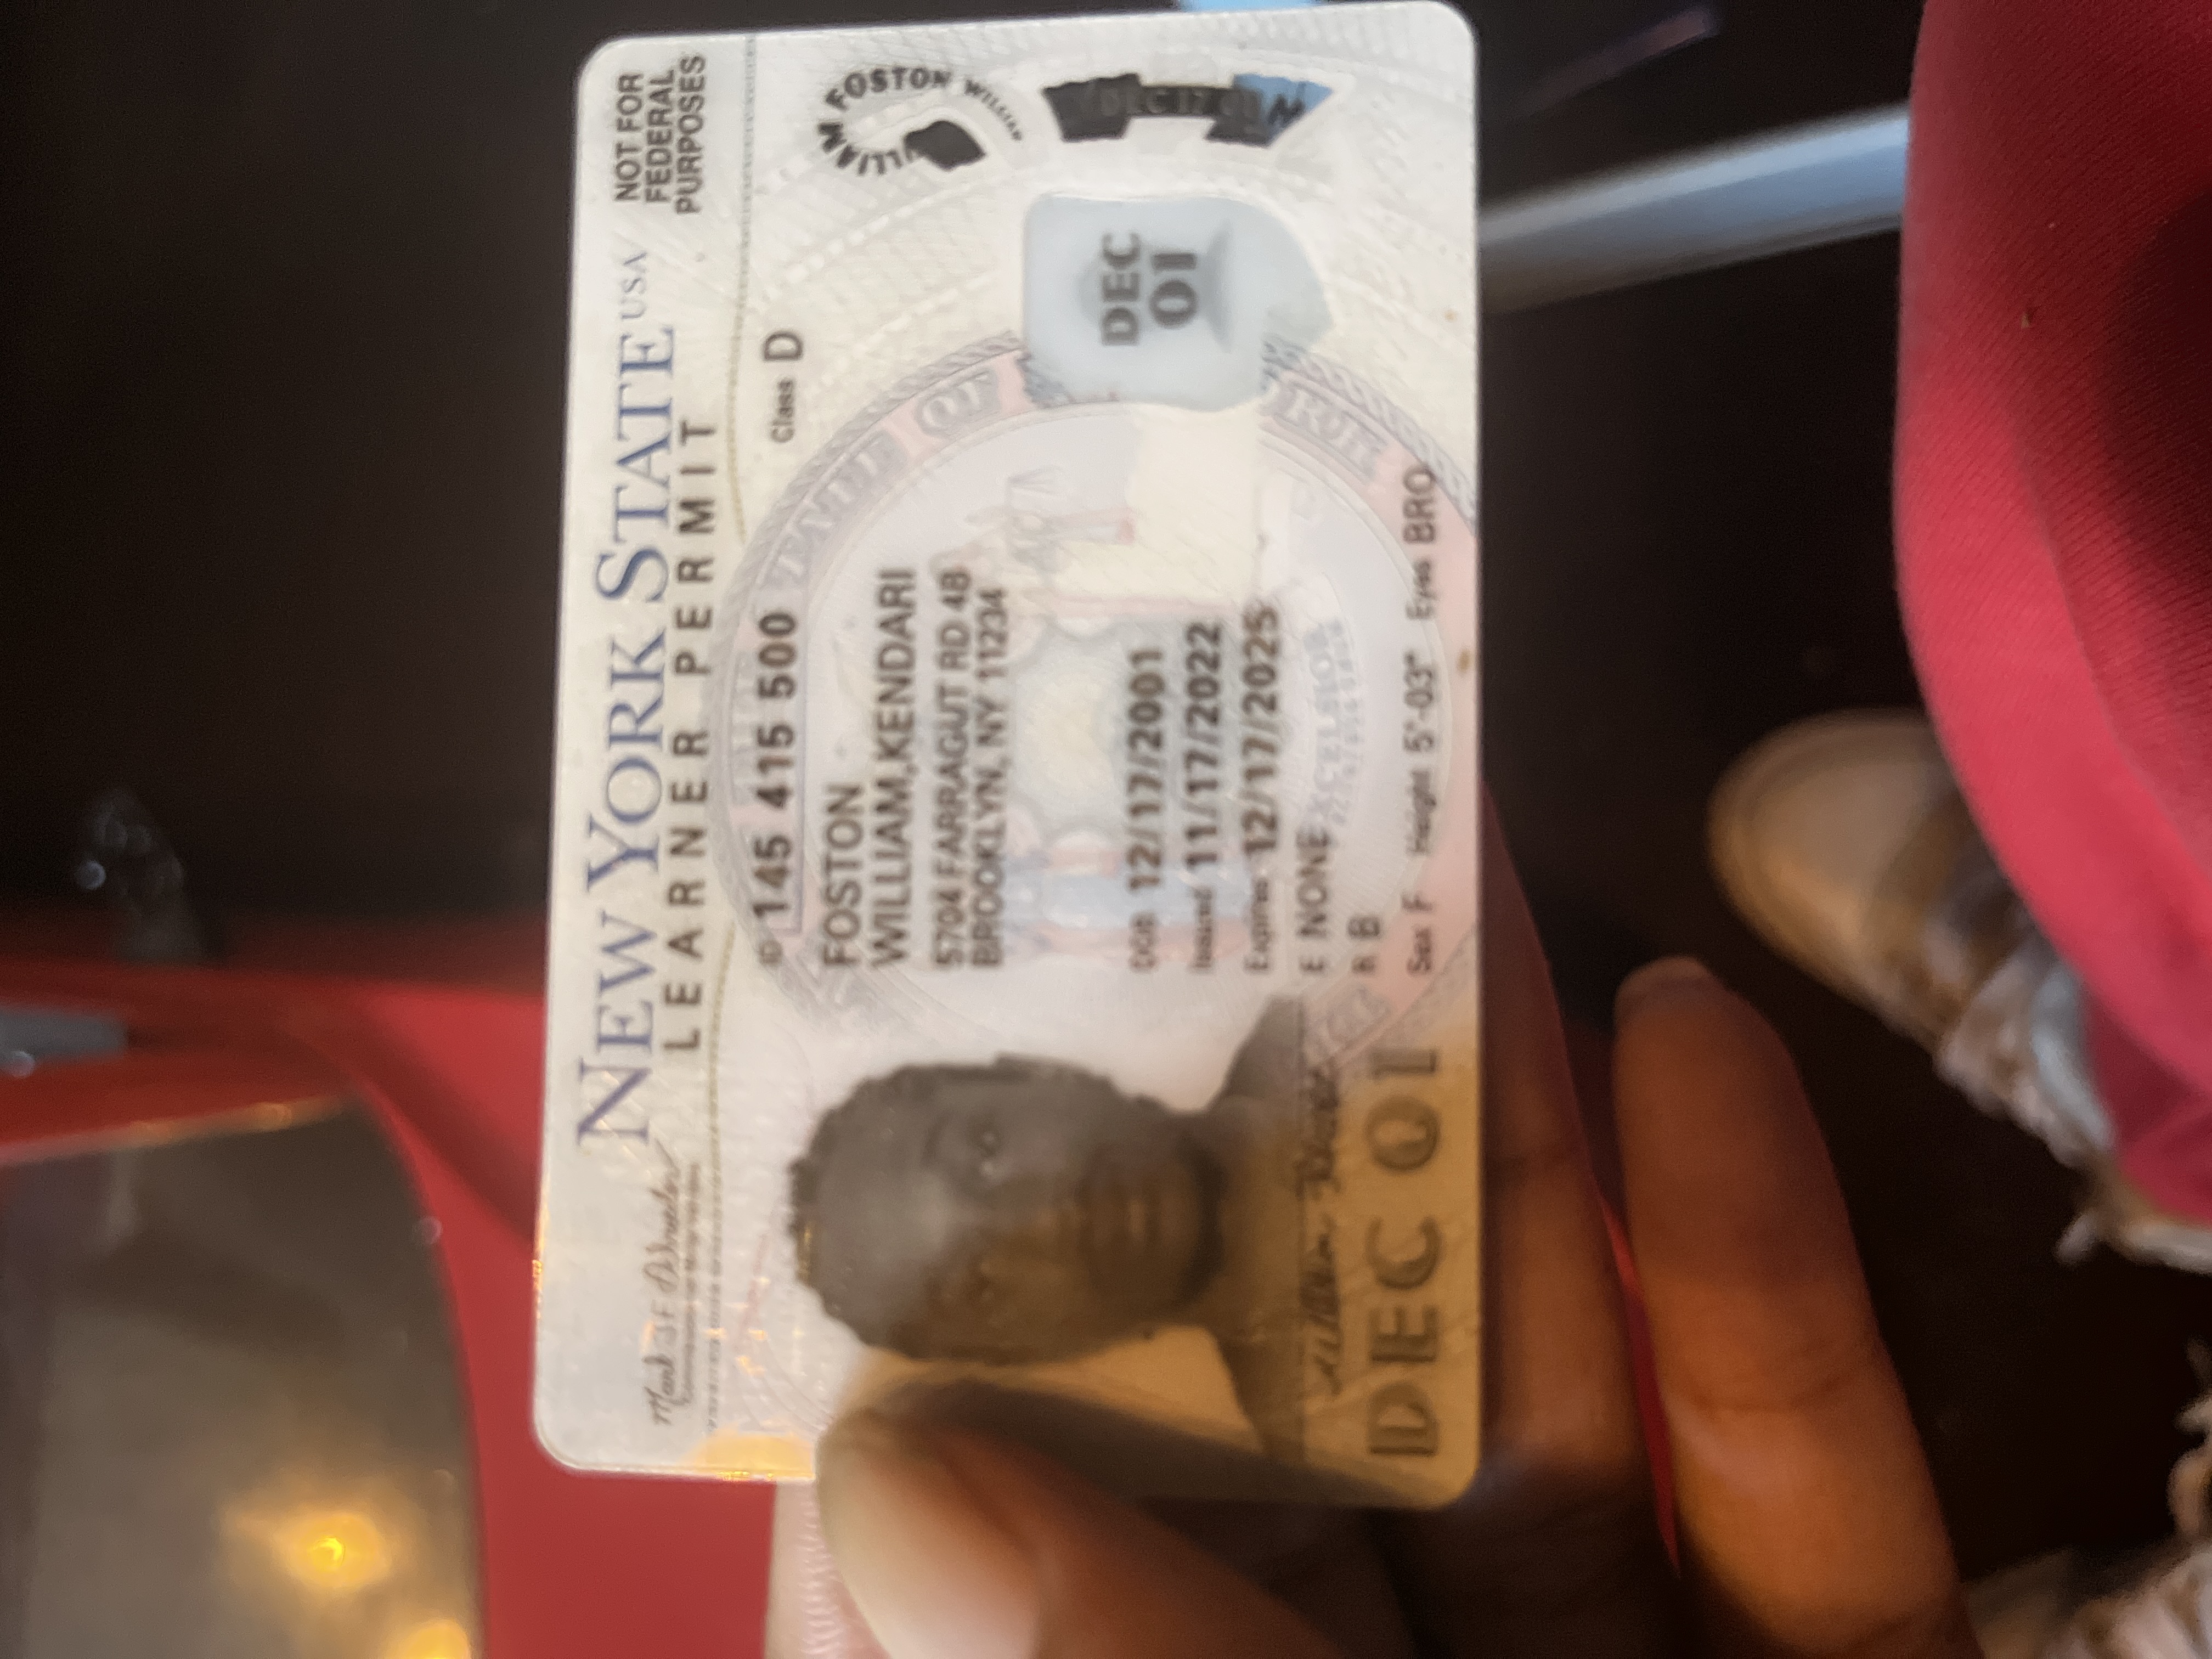 NEW YORK STATE USA
LEARNER PERMIT
NOT FOR
FEDERAL
PURPOSES
ID 145 415 500
Class D
FOSTON
WILLIAM,KENDARI
5704 FARRAGUT RD 4B
BROOKLYN, NY 11234
DOB 12/17/2001
Issued 11/17/2022
Expires 12/17/2025
E NONE
R B
Sex F Height 5'-03" Eyes BRO
DEC 01
DEC
01
FOSTON WILLIAM
EXCELSIOR